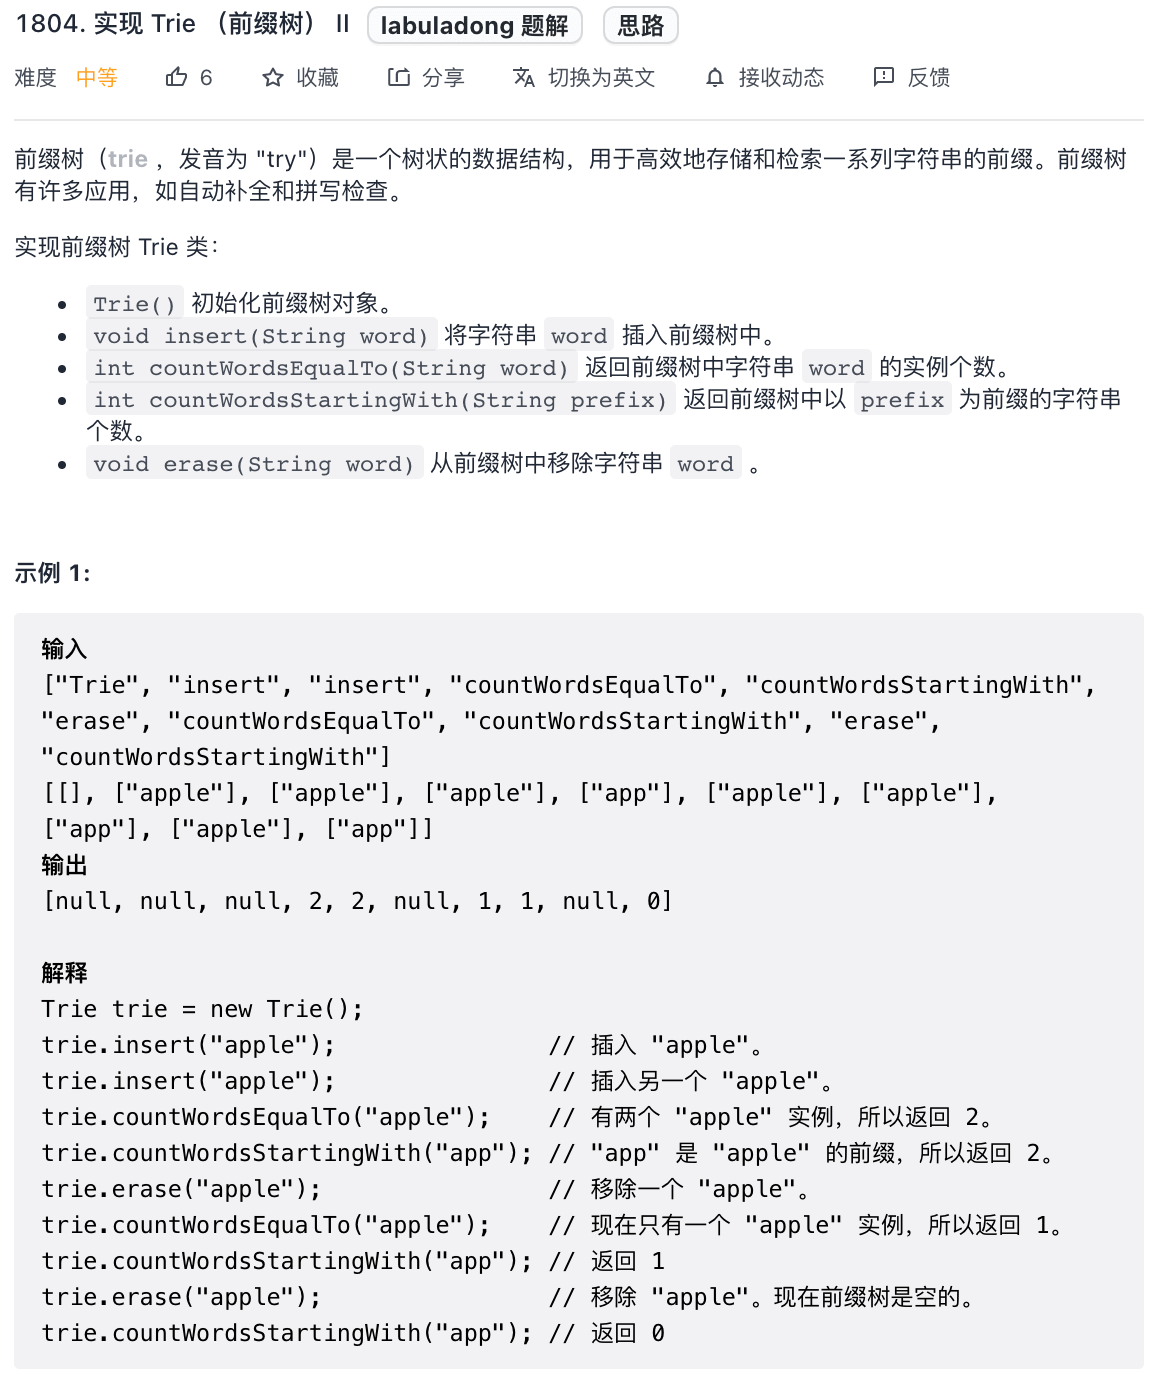 1804. 实现 Trie （前缀树） II labuladong 题解 思路
难度 中等 6 收藏 分享 切换为英文 接收动态 反馈
前缀树（trie ，发音为 "try"）是一个树状的数据结构，用于高效地存储和检索一系列字符串的前缀。前缀树
有许多应用，如自动补全和拼写检查。
实现前缀树 Trie 类：
• Trie() 初始化前缀树对象。
• void insert(String word) 将字符串 word 插入前缀树中。
• int countWordsEqualTo(String word) 返回前缀树中字符串 word 的实例个数。
• int countWordsStartingWith(String prefix) 返回前缀树中以 prefix 为前缀的字符串
个数。
• void erase(String word) 从前缀树中移除字符串 word 。
示例 1:
输入
["Trie", "insert", "insert", "countWordsEqualTo", "countWordsStartingWith",
"erase", "countWordsEqualTo", "countWordsStartingWith", "erase",
"countWordsStartingWith"]
[[], ["apple"], ["apple"], ["apple"], ["app"], ["apple"], ["apple"],
["app"], ["apple"], ["app"]]
输出
[null, null, null, 2, 2, null, 1, 1, null, 0]
解释
Trie trie = new Trie();
trie.insert("apple");               // 插入 "apple"。
trie.insert("apple");               // 插入另一个 "apple"。
trie.countWordsEqualTo("apple");    // 有两个 "apple" 实例，所以返回 2。
trie.countWordsStartingWith("app"); // "app" 是 "apple" 的前缀，所以返回 2。
trie.erase("apple");                // 移除一个 "apple"。
trie.countWordsEqualTo("apple");    // 现在只有一个 "apple" 实例，所以返回 1。
trie.countWordsStartingWith("app"); // 返回 1
trie.erase("apple");                // 移除 "apple"。现在前缀树是空的。
trie.countWordsStartingWith("app"); // 返回 0